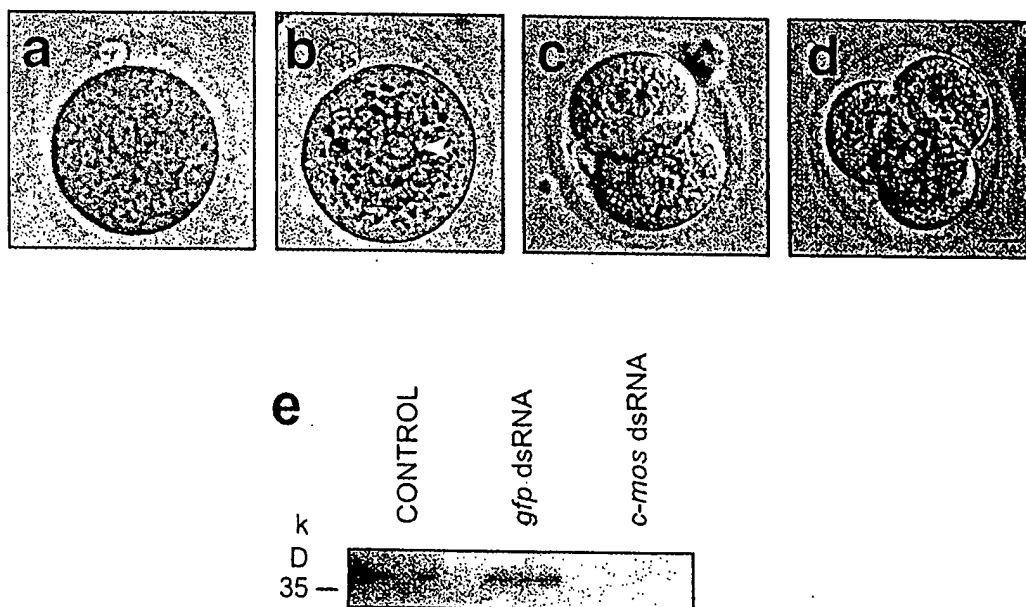 a b c d
e
CONTROL
gfp dsRNA
c-mos dsRNA
k
D
35